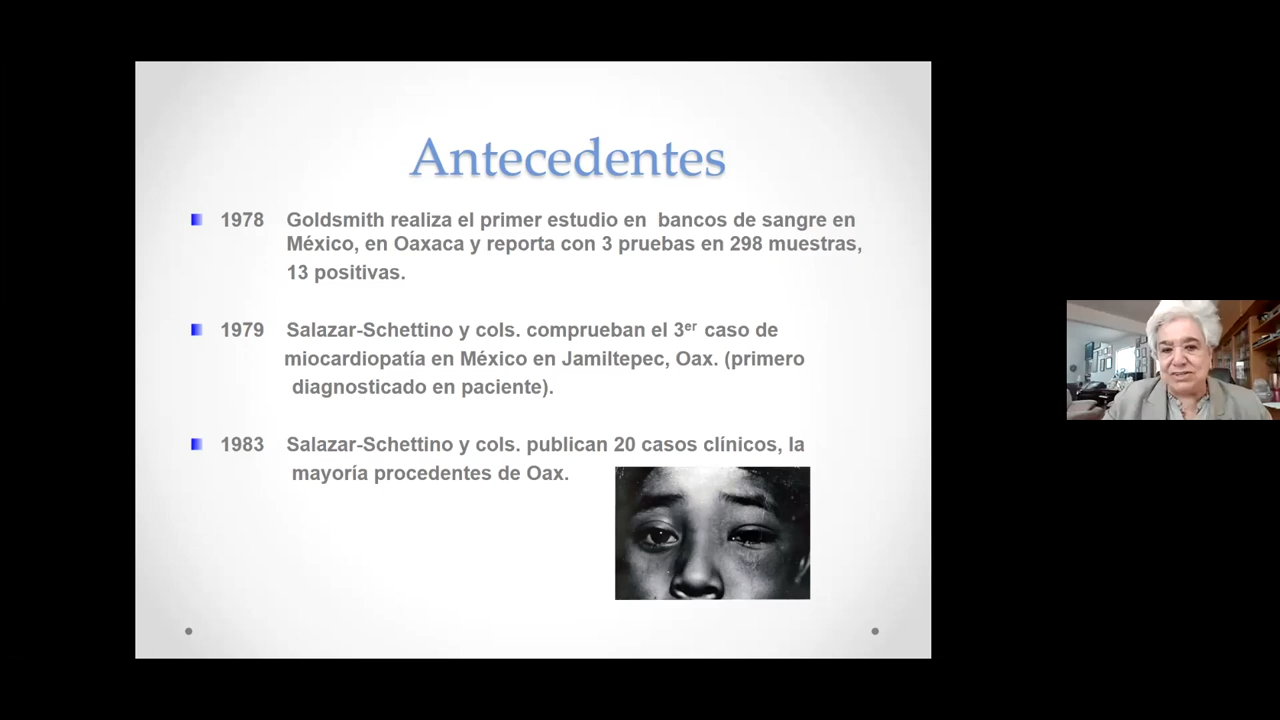 Antecedentes
1978 Goldsmith realiza el primer estudio en bancos de sangre en
México, en Oaxaca y reporta con 3 pruebas en 298 muestras,
13 positivas.
1979 Salazar-Schettino y cols. comprueban el 3er caso de
miocardiopatía en México en Jamiltepec, Oax. (primero
diagnosticado en paciente).
1983 Salazar-Schettino y cols. publican 20 casos clínicos, la
mayoría procedentes de Oax.